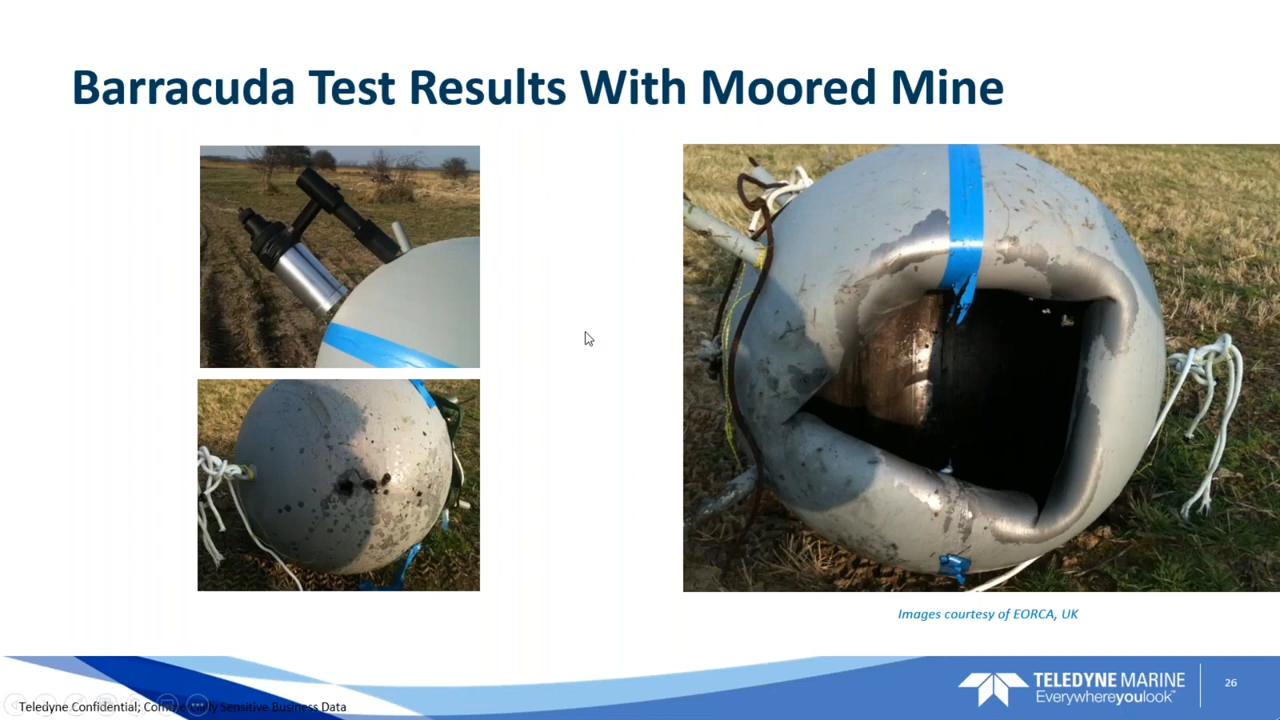 Barracuda Test Results With Moored Mine
Images courtesy of EORCA, UK
TELEDYNE MARINE
Everywhereyoulook™
26
Teledyne Confidential; Commercially Sensitive Business Data